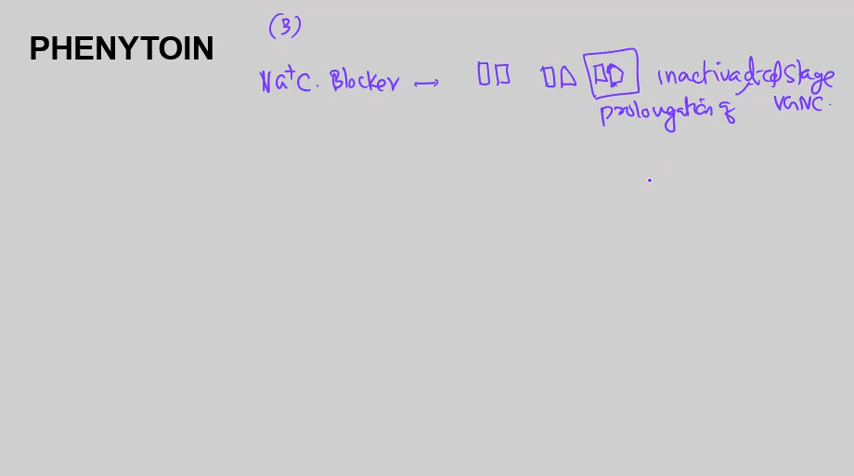 (3)
PHENYTOIN
Na⁺C. Blocker → inactivated stage
prolongation of VGNC.